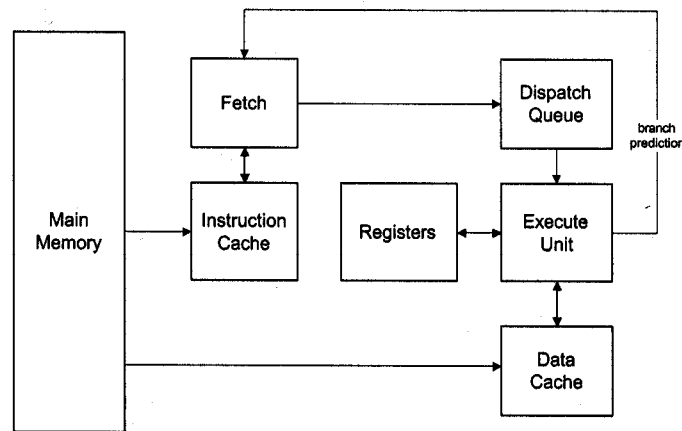 Fetch
Dispatch
Queue
branch
prediction
Main
Memory
Instruction
Cache
Registers
Execute
Unit
Data
Cache